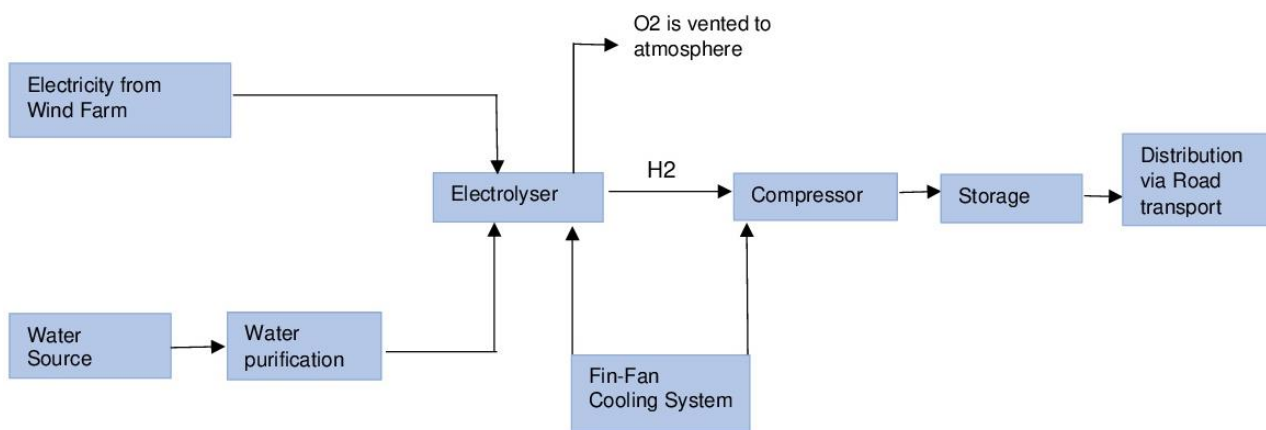 O2 is vented to
atmosphere
Electricity from
Wind Farm
Electrolyser
H2
Compressor
Storage
Distribution
via Road
transport
Water
Source
Water
purification
Fin-Fan
Cooling System